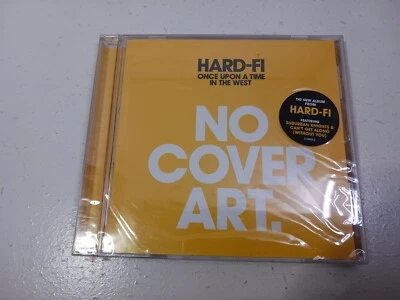 HARD-FI
ONCE UPON A TIME
IN THE WEST
NO
COVER
ART.
THE NEW ALBUM
FROM
HARD-FI
FEATURING
SUBURBAN KNIGHTS &
CAN'T GET ALONG
(WITHOUT YOU)